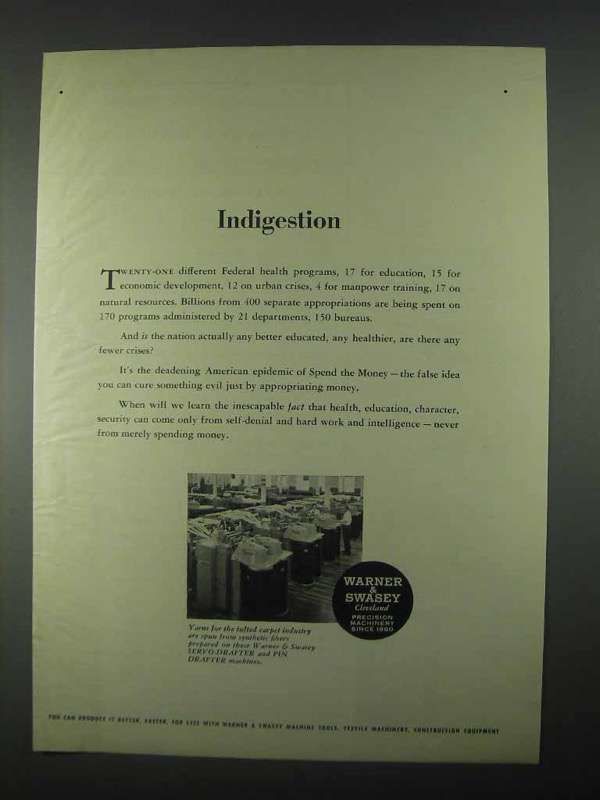 Indigestion
TWENTY-ONE different Federal health programs, 17 for education, 15 for
economic development, 12 on urban crises, 4 for manpower training, 17 on
natural resources. Billions from 400 separate appropriations are being spent on
170 programs administered by 21 departments, 150 bureaus.
And is the nation actually any better educated, any healthier, are there any
fewer crises?
It's the deadening American epidemic of Spend the Money — the false idea
you can cure something evil just by appropriating money.
When will we learn the inescapable fact that health, education, character,
security can come only from self-denial and hard work and intelligence — never
from merely spending money.
Yarns for the tufted carpet industry
are spun from synthetic fibers
prepared on these Warner & Swasey
SERVO-DRAFTER and PIN
DRAFTER machines.
WARNER
&
SWASEY
Cleveland
PRECISION
MACHINERY
SINCE 1880
YOU CAN PRODUCE IT BETTER, FASTER, FOR LESS WITH WARNER & SWASEY MACHINE TOOLS, TEXTILE MACHINERY, CONSTRUCTION EQUIPMENT